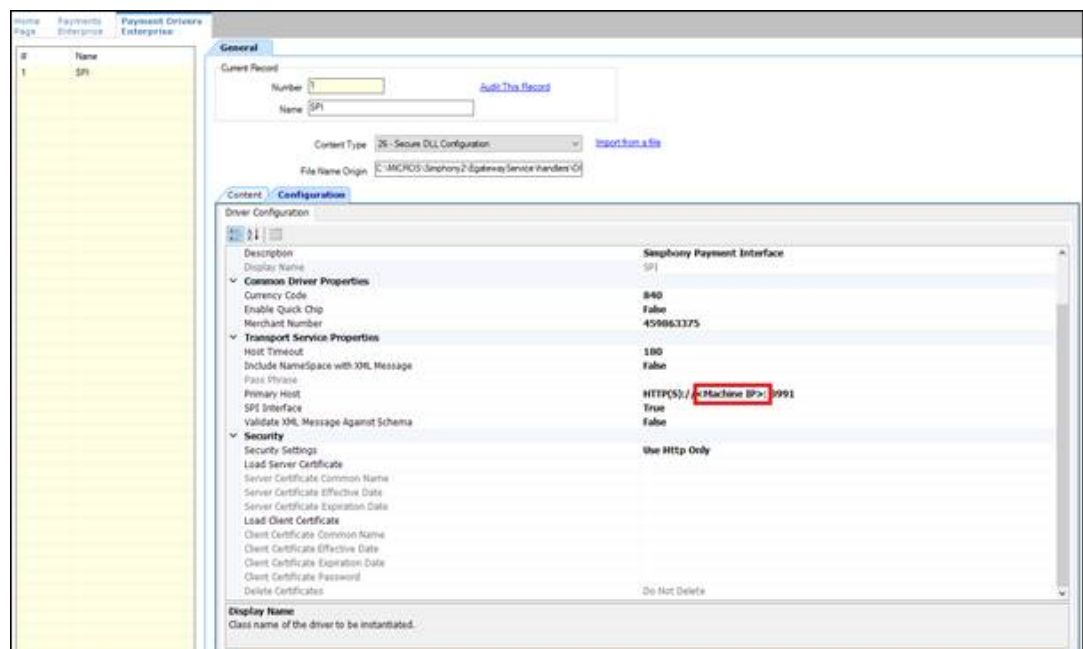 Home Page
Payments Enterprise
Payment Drivers Enterprise
# Name
1 SPI
General
Current Record
Number 1 Audit This Record
Name SPI
Content Type 26 - Secure DLL Configuration Import from a file
File Name Origin C:\MICROS\Simphony2\EgatewayService\handlers\
Content Configuration
Driver Configuration
Description Simphony Payment Interface
Display Name SPI
Common Driver Properties
Currency Code 840
Enable Quick Chip False
Merchant Number 459863375
Transport Service Properties
Host Timeout 180
Include NameSpace with XML Message False
Pass Phrase
Primary Host HTTP(S)://<Machine IP>: 9991
SPI Interface True
Validate XML Message Against Schema False
Security
Security Settings Use Http Only
Load Server Certificate
Server Certificate Common Name
Server Certificate Effective Date
Server Certificate Expiration Date
Load Client Certificate
Client Certificate Common Name
Client Certificate Effective Date
Client Certificate Expiration Date
Client Certificate Password
Delete Certificates Do Not Delete
Display Name
Class name of the driver to be instantiated.